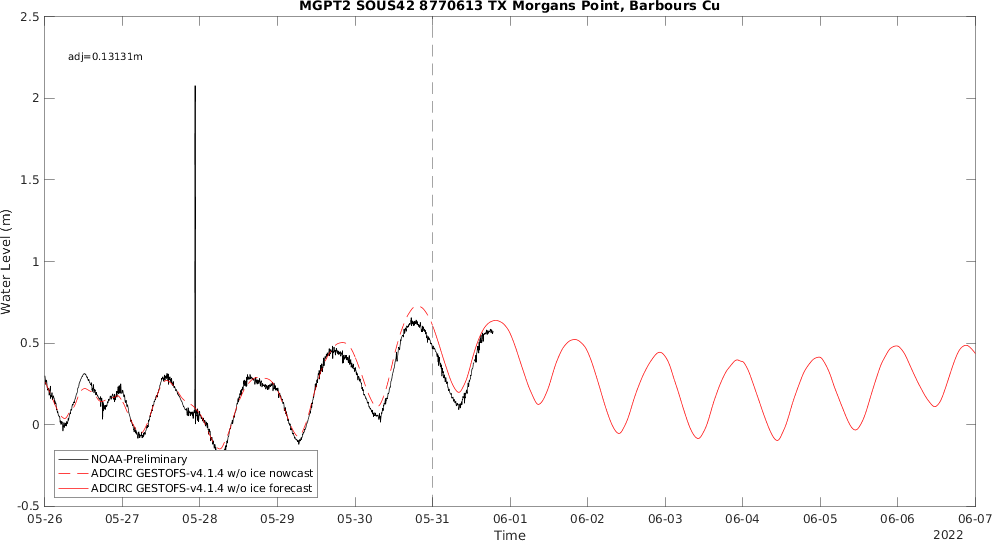 MGPT2 SOUS42 8770613 TX Morgans Point, Barbours Cu
adj=0.13131m
2.5
2
1.5
1
0.5
0
-0.5
Water Level (m)
NOAA-Preliminary
ADCIRC GESTOFS-v4.1.4 w/o ice nowcast
ADCIRC GESTOFS-v4.1.4 w/o ice forecast
05-26 05-27 05-28 05-29 05-30 05-31 06-01 06-02 06-03 06-04 06-05 06-06 06-07
Time
2022